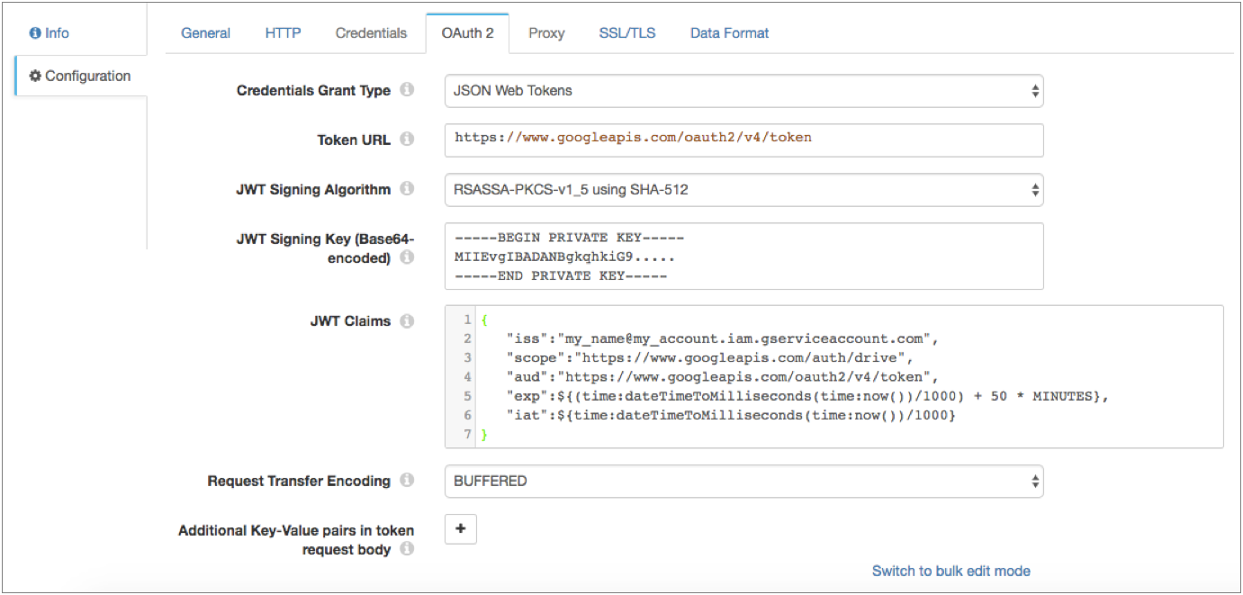 Info
General HTTP Credentials OAuth 2 Proxy SSL/TLS Data Format
Configuration
Credentials Grant Type JSON Web Tokens
Token URL https://www.googleapis.com/oauth2/v4/token
JWT Signing Algorithm RSASSA-PKCS-v1_5 using SHA-512
JWT Signing Key (Base64-
encoded)
-----BEGIN PRIVATE KEY-----
MIIEvgIBADANBgkqhkiG9.....
-----END PRIVATE KEY-----
JWT Claims
1 {
2 "iss":"my_name@my_account.iam.gserviceaccount.com",
3 "scope":"https://www.googleapis.com/auth/drive",
4 "aud":"https://www.googleapis.com/oauth2/v4/token",
5 "exp":${(time:dateTimeToMilliseconds(time:now())/1000) + 50 * MINUTES},
6 "iat":${time:dateTimeToMilliseconds(time:now())/1000}
7 }
Request Transfer Encoding BUFFERED
Additional Key-Value pairs in token
request body
+
Switch to bulk edit mode